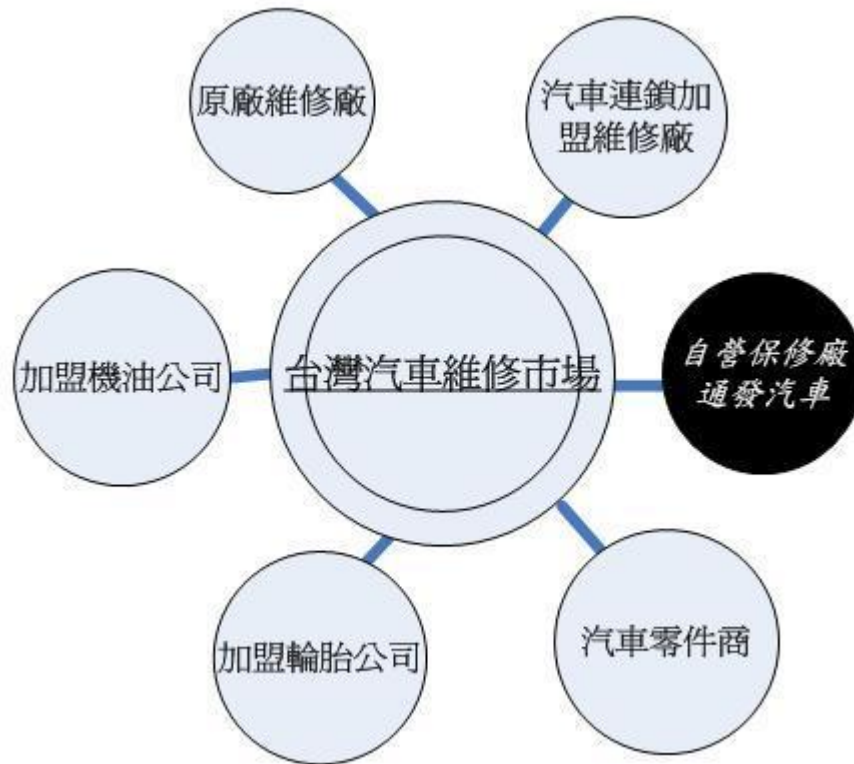 原廠維修廠
汽車連鎖加
盟維修廠
加盟機油公司
台灣汽車維修市場
自營保修廠
通發汽車
加盟輪胎公司
汽車零件商